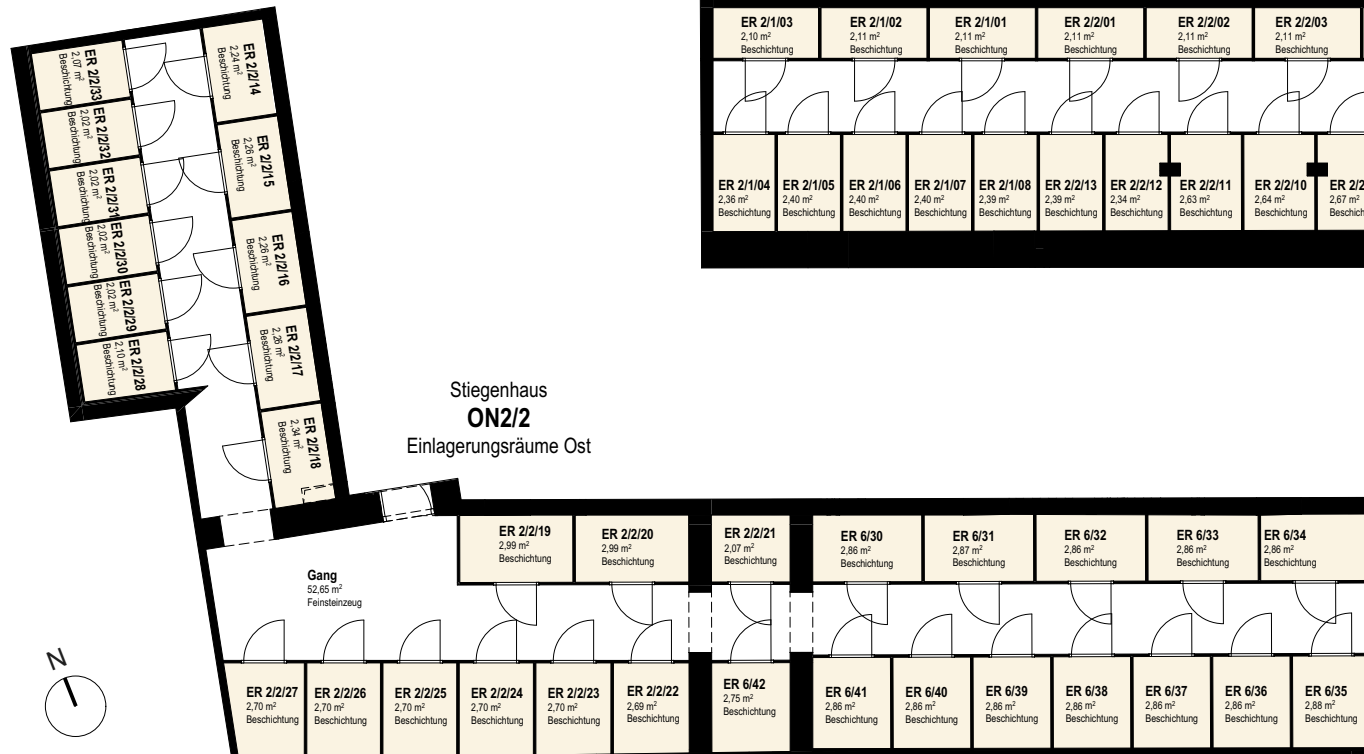 ER 2/1/03
2,10 m²
Beschichtung
ER 2/1/02
2,11 m²
Beschichtung
ER 2/1/01
2,11 m²
Beschichtung
ER 2/2/01
2,11 m²
Beschichtung
ER 2/2/02
2,11 m²
Beschichtung
ER 2/2/03
2,11 m²
Beschichtung
ER 2/1/04
2,36 m²
Beschichtung
ER 2/1/05
2,40 m²
Beschichtung
ER 2/1/06
2,40 m²
Beschichtung
ER 2/1/07
2,40 m²
Beschichtung
ER 2/1/08
2,39 m²
Beschichtung
ER 2/2/13
2,39 m²
Beschichtung
ER 2/2/12
2,34 m²
Beschichtung
ER 2/2/11
2,63 m²
Beschichtung
ER 2/2/10
2,64 m²
Beschichtung
ER 2/2
2,67 m²
Beschich
ER 2/2/33
2,07 m²
Beschichtung
ER 2/2/32
2,02 m²
Beschichtung
ER 2/2/31
2,02 m²
Beschichtung
ER 2/2/30
2,02 m²
Beschichtung
ER 2/2/29
2,02 m²
Beschichtung
ER 2/2/28
2,10 m²
Beschichtung
ER 2/2/14
2,24 m²
Beschichtung
ER 2/2/15
2,26 m²
Beschichtung
ER 2/2/16
2,26 m²
Beschichtung
ER 2/2/17
2,26 m²
Beschichtung
ER 2/2/18
2,34 m²
Beschichtung
Stiegenhaus
ON2/2
Einlagerungsräume Ost
ER 2/2/19
2,99 m²
Beschichtung
ER 2/2/20
2,99 m²
Beschichtung
ER 2/2/21
2,07 m²
Beschichtung
ER 6/30
2,86 m²
Beschichtung
ER 6/31
2,87 m²
Beschichtung
ER 6/32
2,86 m²
Beschichtung
ER 6/33
2,86 m²
Beschichtung
ER 6/34
2,86 m²
Beschichtung
Gang
52,65 m²
Feinsteinzeug
N
ER 2/2/27
2,70 m²
Beschichtung
ER 2/2/26
2,70 m²
Beschichtung
ER 2/2/25
2,70 m²
Beschichtung
ER 2/2/24
2,70 m²
Beschichtung
ER 2/2/23
2,70 m²
Beschichtung
ER 2/2/22
2,69 m²
Beschichtung
ER 6/42
2,75 m²
Beschichtung
ER 6/41
2,86 m²
Beschichtung
ER 6/40
2,86 m²
Beschichtung
ER 6/39
2,86 m²
Beschichtung
ER 6/38
2,86 m²
Beschichtung
ER 6/37
2,86 m²
Beschichtung
ER 6/36
2,86 m²
Beschichtung
ER 6/35
2,88 m²
Beschichtung